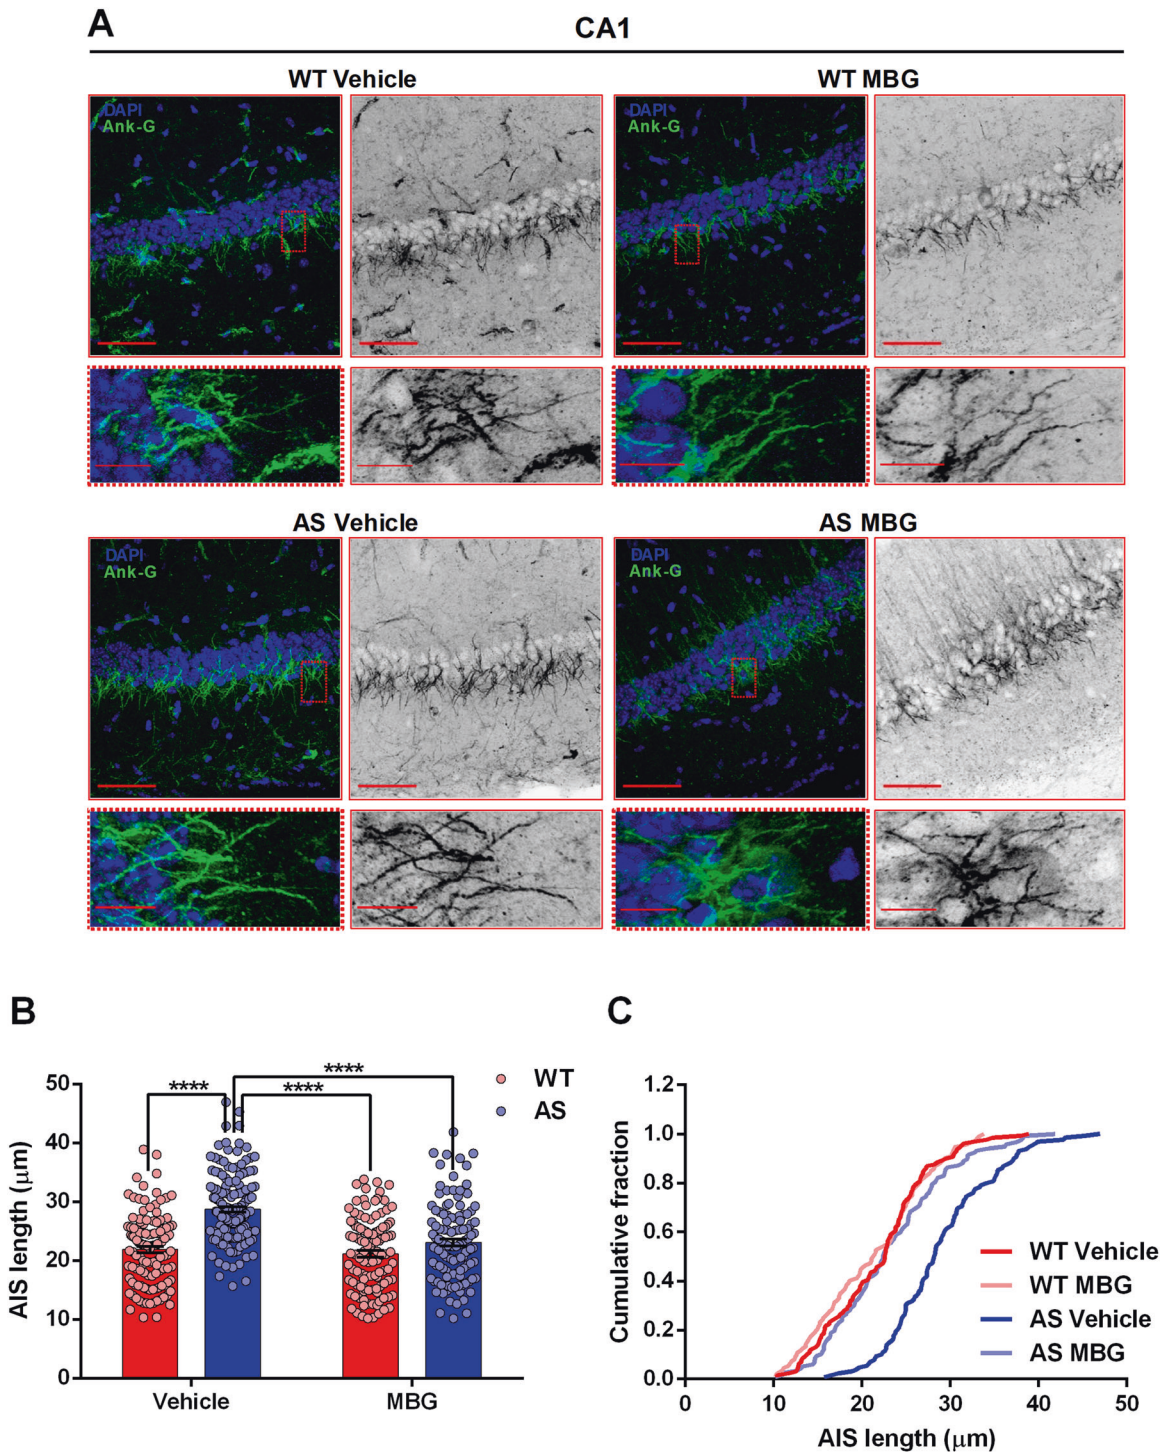 A
CA1
WT Vehicle
WT MBG
DAPI
Ank-G
DAPI
Ank-G
AS Vehicle
AS MBG
DAPI
Ank-G
DAPI
Ank-G
B
AIS length (μm)
50
40
30
20
10
0
****
****
****
WT
AS
Vehicle
MBG
C
Cumulative fraction
1.2
1.0
0.8
0.6
0.4
0.2
0.0
WT Vehicle
WT MBG
AS Vehicle
AS MBG
0 10 20 30 40 50
AIS length (μm)